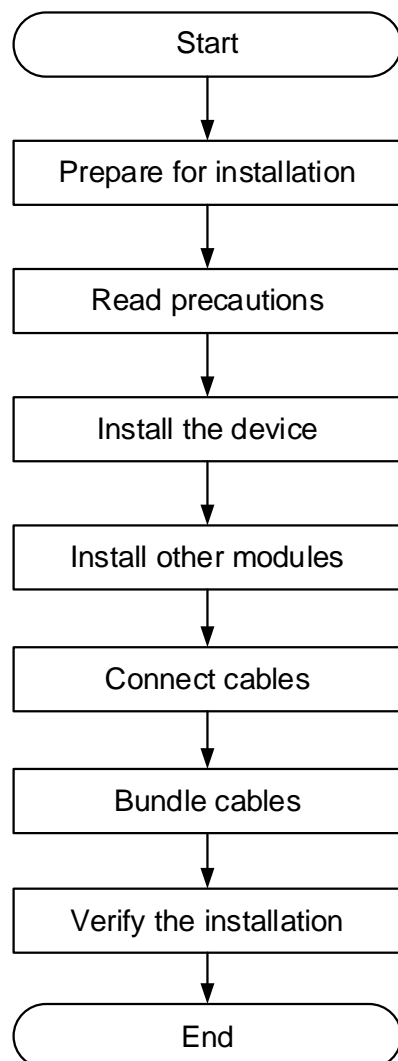 Start
Prepare for installation
Read precautions
Install the device
Install other modules
Connect cables
Bundle cables
Verify the installation
End